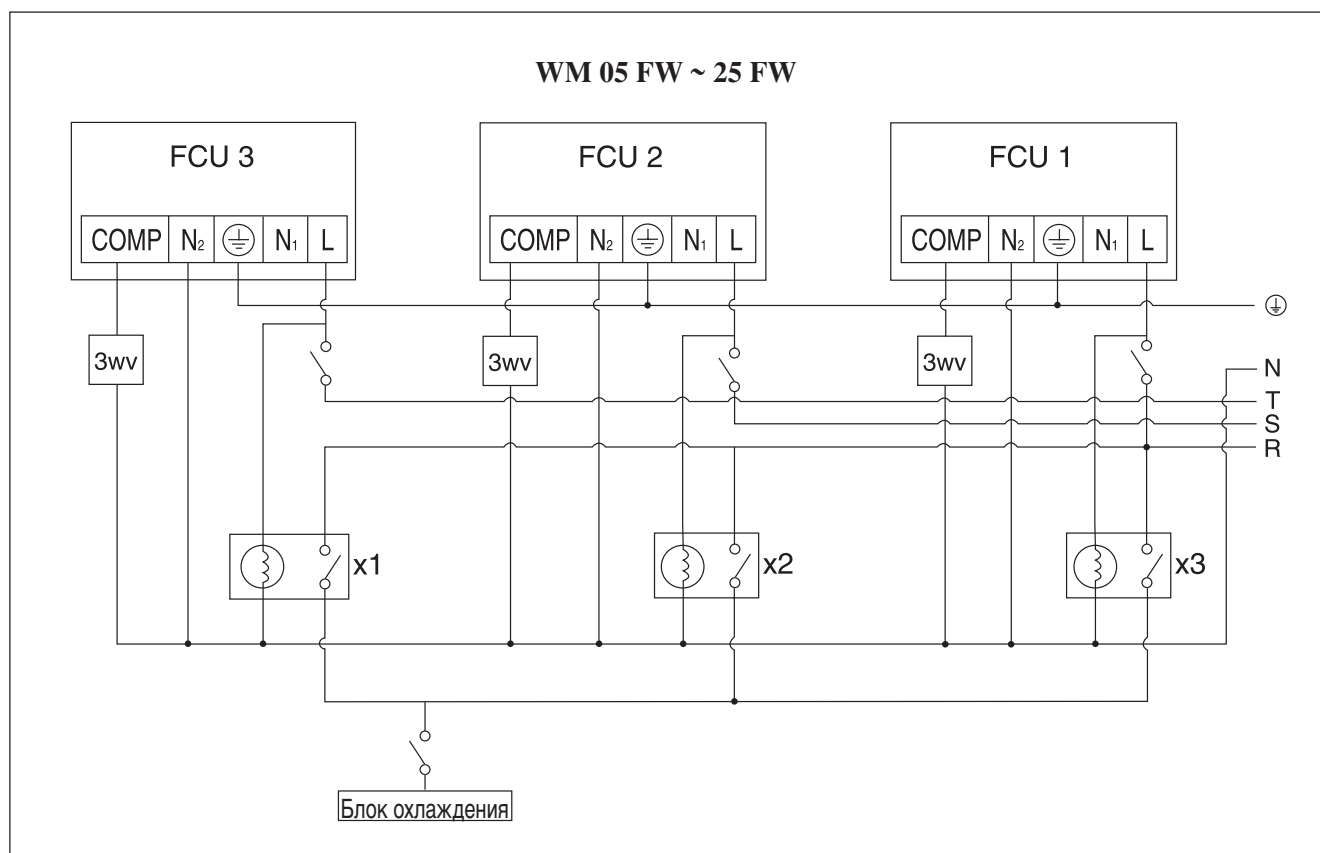 WM 05 FW ~ 25 FW
FCU 3
FCU 2
FCU 1
COMP N₂ ⏚ N₁ L
COMP N₂ ⏚ N₁ L
COMP N₂ ⏚ N₁ L
3wv
3wv
3wv
N
T
S
R
x1
x2
x3
Блок охлаждения